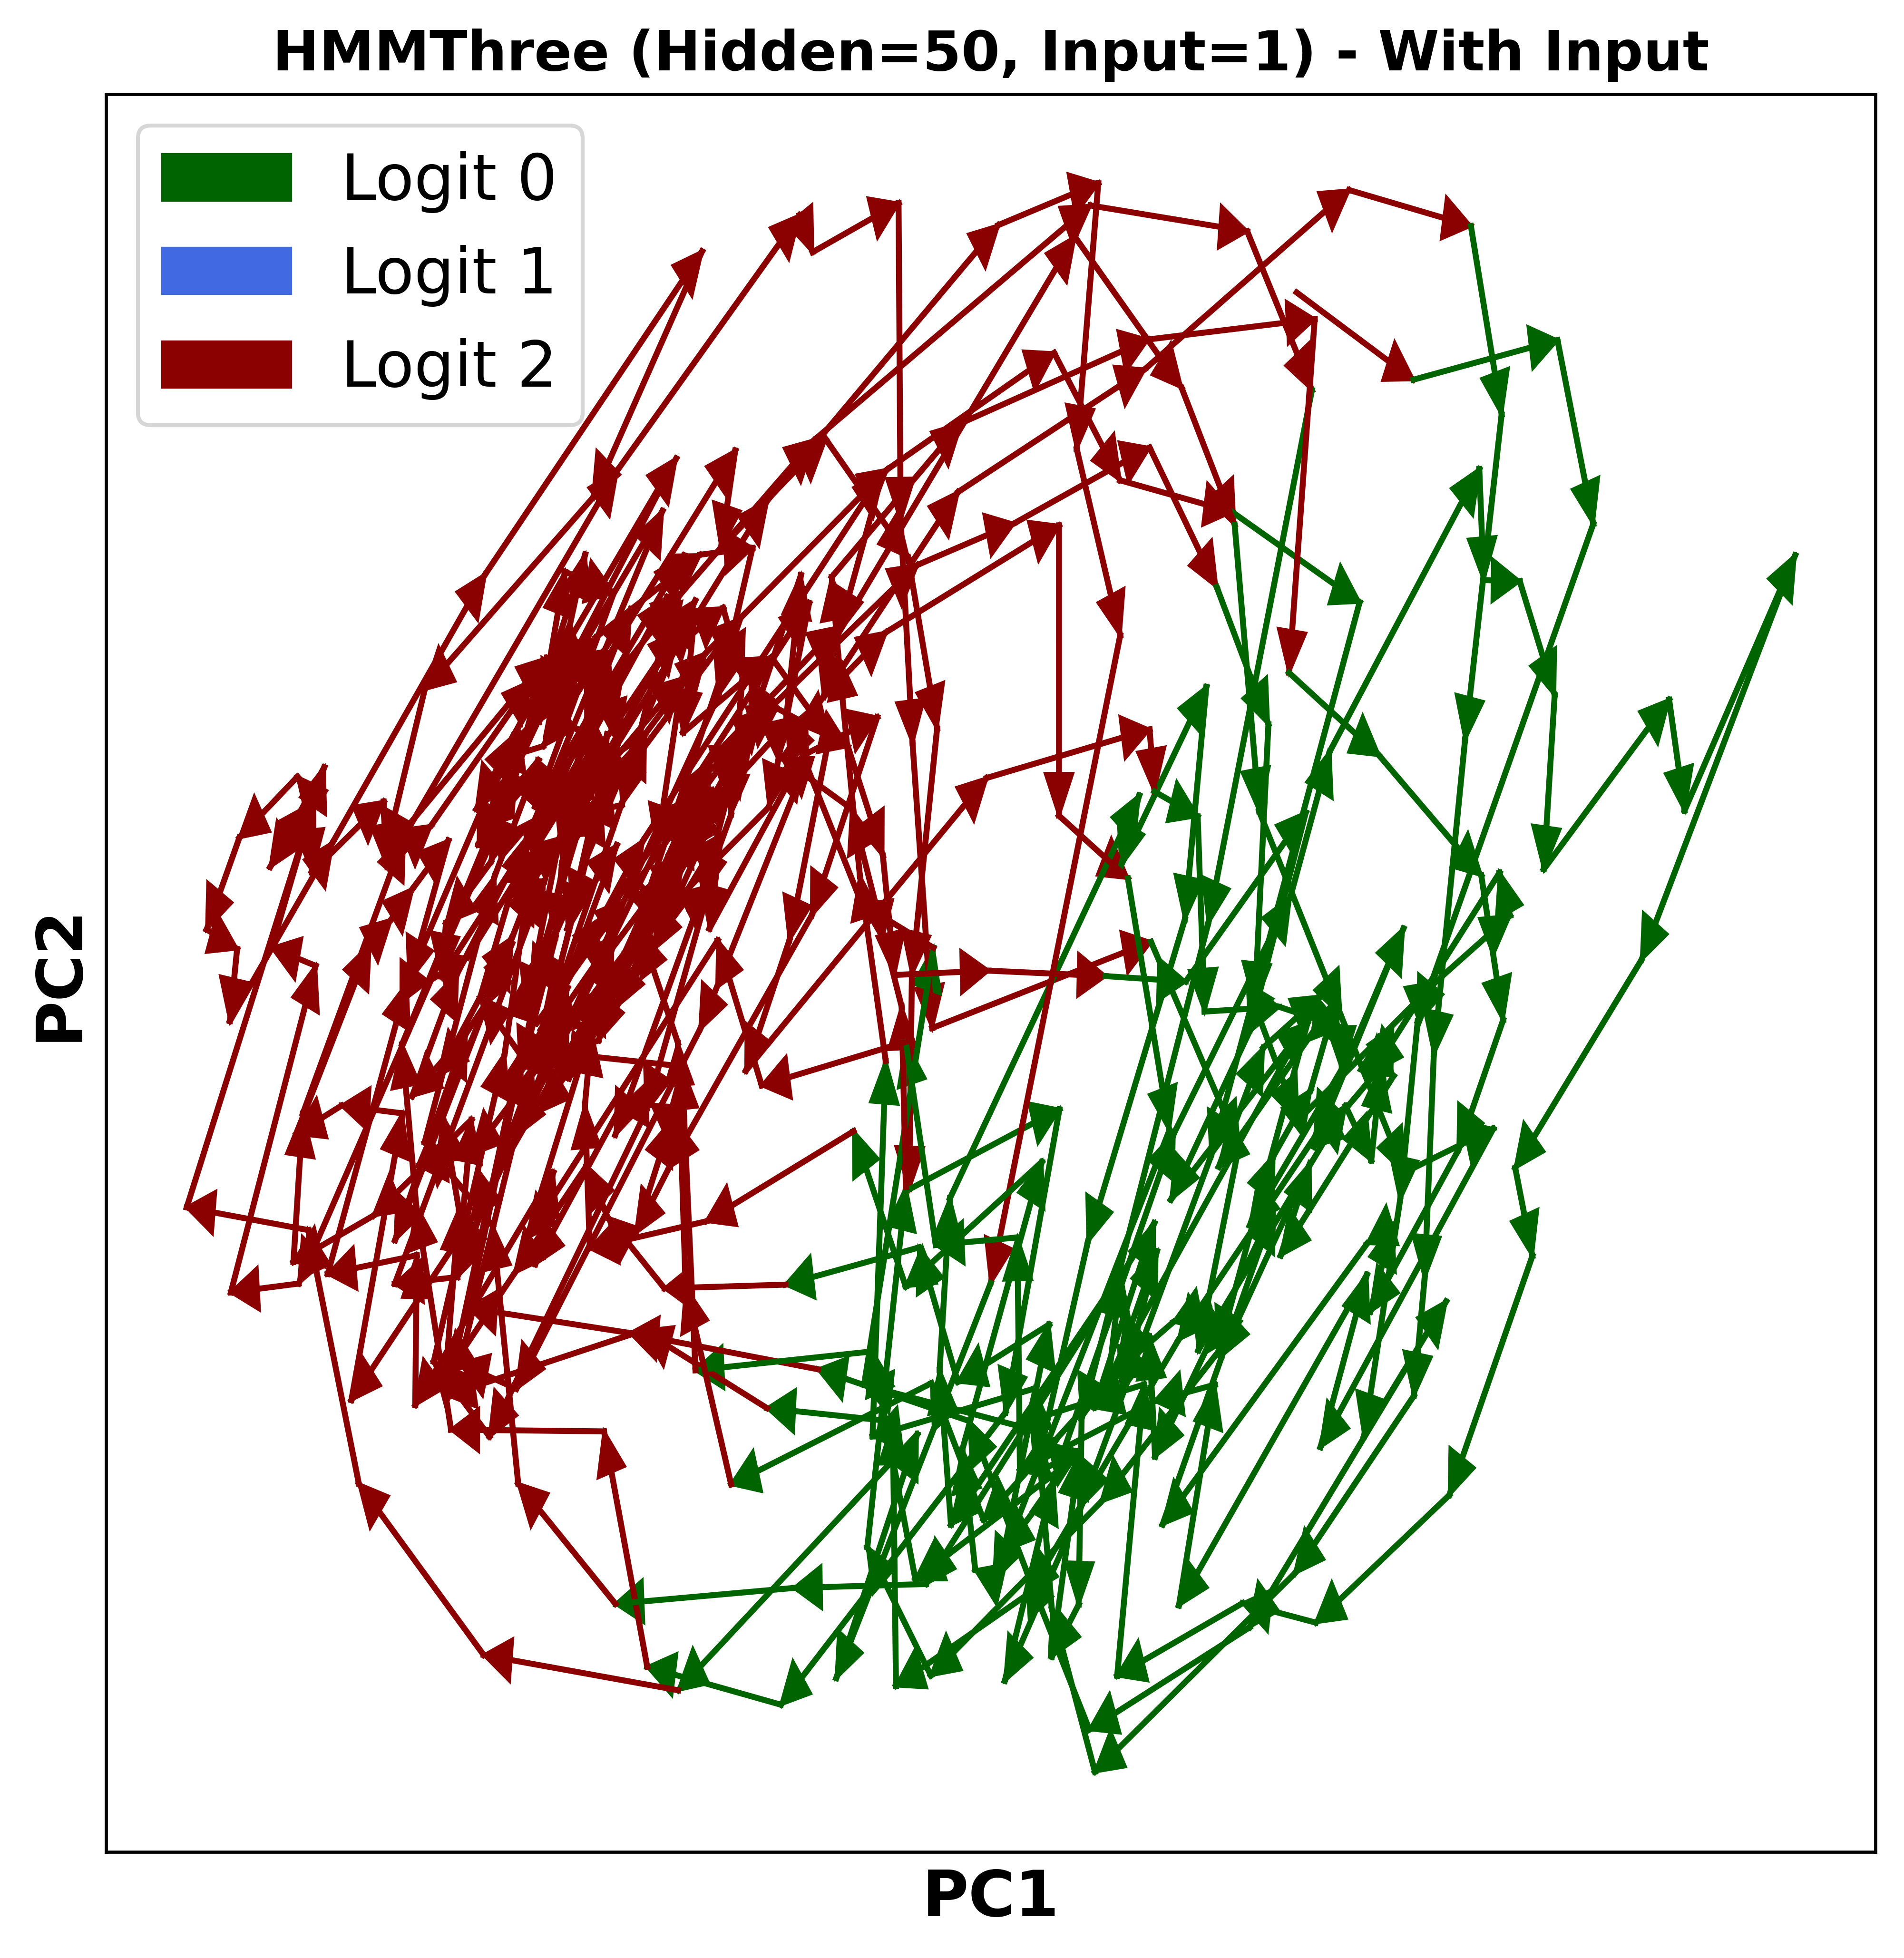 HMMThree (Hidden=50, Input=1) - With Input
Logit 0
Logit 1
Logit 2
PC2
PC1